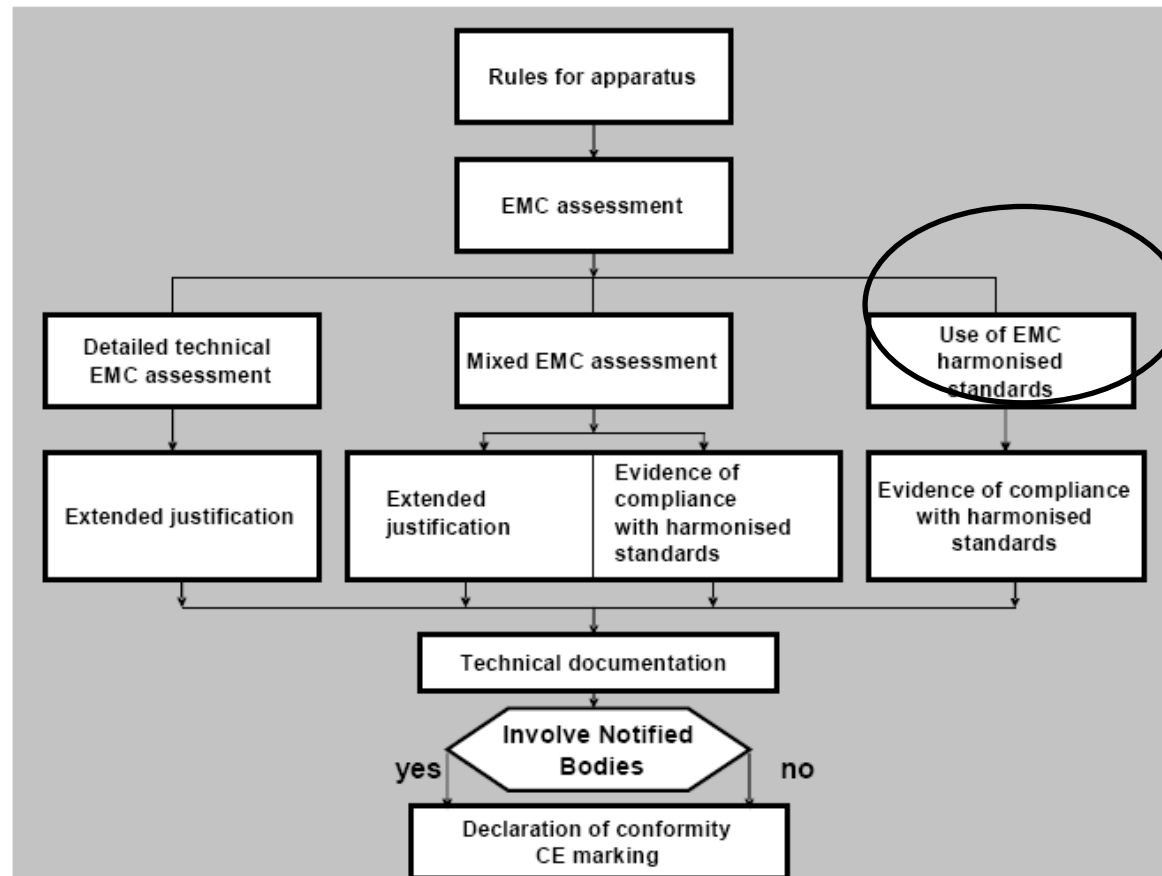 Rules for apparatus
EMC assessment
Detailed technical
EMC assessment
Mixed EMC assessment
Use of EMC
harmonised
standards
Extended justification
Extended
justification
Evidence of
compliance
with harmonised
standards
Evidence of compliance
with harmonised
standards
Technical documentation
Involve Notified
Bodies
yes
no
Declaration of conformity
CE marking